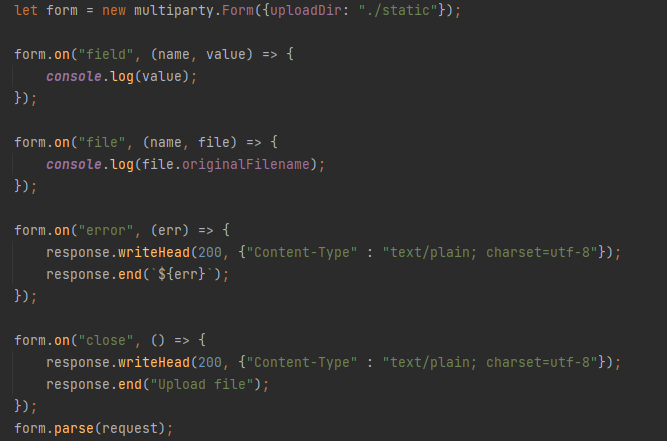 let form = new multiparty.Form({uploadDir: "./static"});
form.on("field", (name, value) => {
console.log(value);
});
form.on("file", (name, file) => {
console.log(file.originalFilename);
});
form.on("error", (err) => {
response.writeHead(200, {"Content-Type" : "text/plain; charset=utf-8"});
response.end(`${err}`);
});
form.on("close", () => {
response.writeHead(200, {"Content-Type" : "text/plain; charset=utf-8"});
response.end("Upload file");
});
form.parse(request);